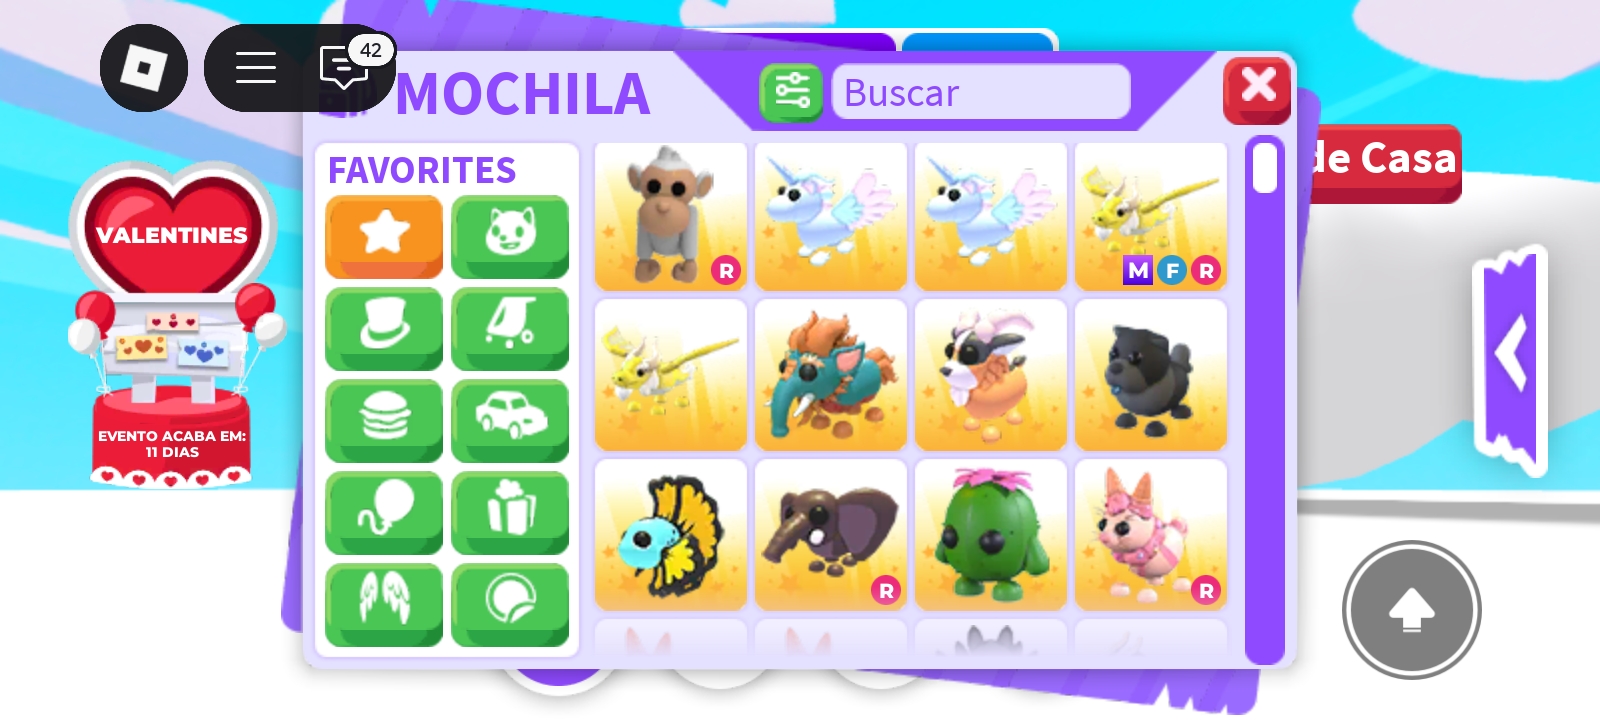 42
MOCHILA
Buscar
FAVORITES
de Casa
VALENTINES
EVENTO ACABA EM:
11 DIAS
R
M F R
R
R